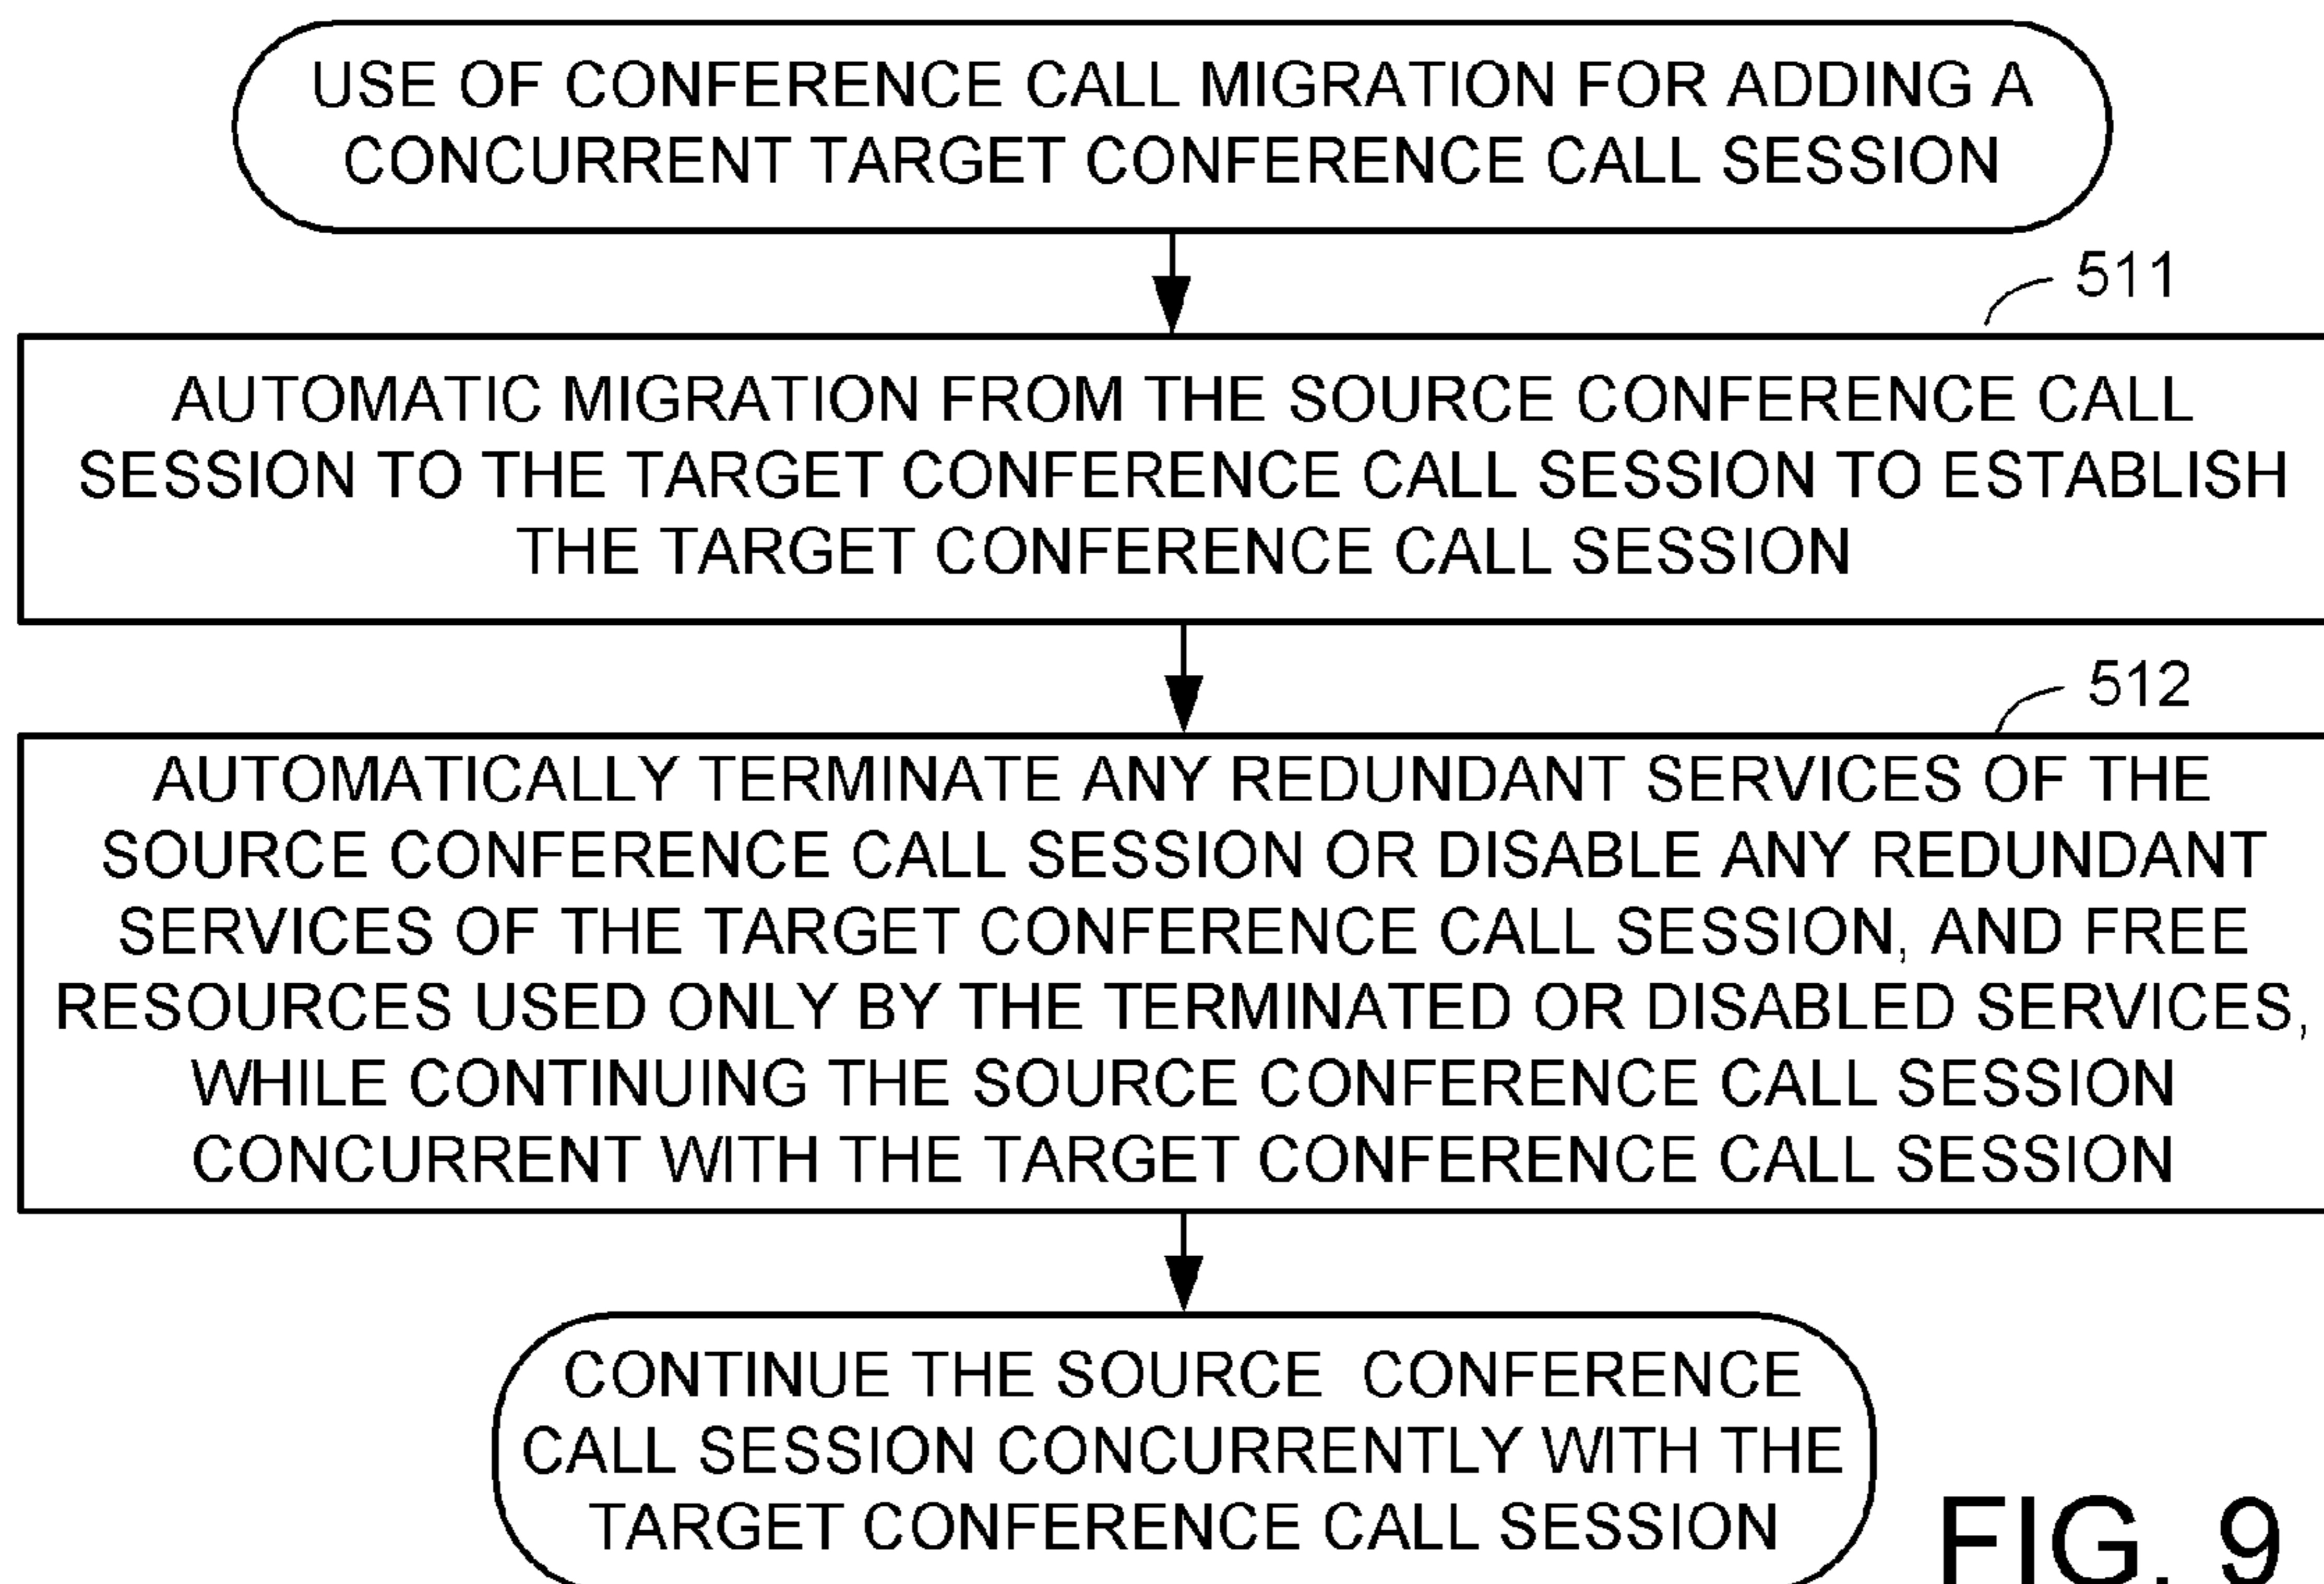 USE OF CONFERENCE CALL MIGRATION FOR ADDING A
CONCURRENT TARGET CONFERENCE CALL SESSION
511
AUTOMATIC MIGRATION FROM THE SOURCE CONFERENCE CALL
SESSION TO THE TARGET CONFERENCE CALL SESSION TO ESTABLISH
THE TARGET CONFERENCE CALL SESSION
512
AUTOMATICALLY TERMINATE ANY REDUNDANT SERVICES OF THE
SOURCE CONFERENCE CALL SESSION OR DISABLE ANY REDUNDANT
SERVICES OF THE TARGET CONFERENCE CALL SESSION, AND FREE
RESOURCES USED ONLY BY THE TERMINATED OR DISABLED SERVICES,
WHILE CONTINUING THE SOURCE CONFERENCE CALL SESSION
CONCURRENT WITH THE TARGET CONFERENCE CALL SESSION
CONTINUE THE SOURCE CONFERENCE
CALL SESSION CONCURRENTLY WITH THE
TARGET CONFERENCE CALL SESSION
FIG. 9